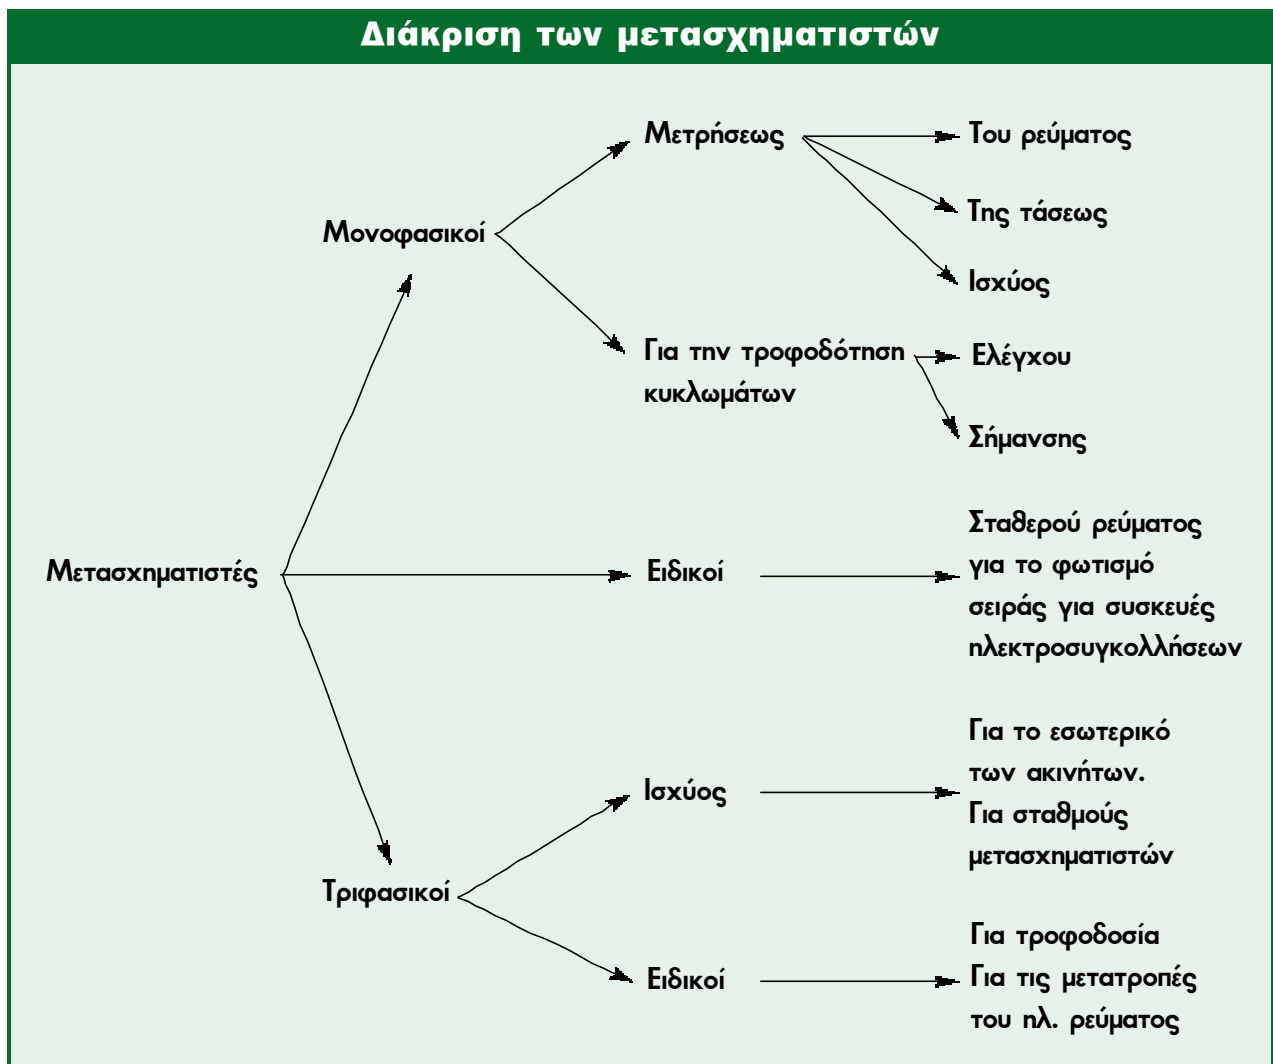 Διάκριση των μετασχηματιστών
Μετρήσεως
Του ρεύματος
Της τάσεως
Μονοφασικοί
Ισχύος
Για την τροφοδότηση
κυκλωμάτων
Ελέγχου
Σήμανσης
Μετασχηματιστές
Ειδικοί
Σταθερού ρεύματος
για το φωτισμό
σειράς για συσκευές
ηλεκτροσυγκολλήσεων
Ισχύος
Για το εσωτερικό
των ακινήτων.
Για σταθμούς
μετασχηματιστών
Τριφασικοί
Ειδικοί
Για τροφοδοσία
Για τις μετατροπές
του ηλ. ρεύματος